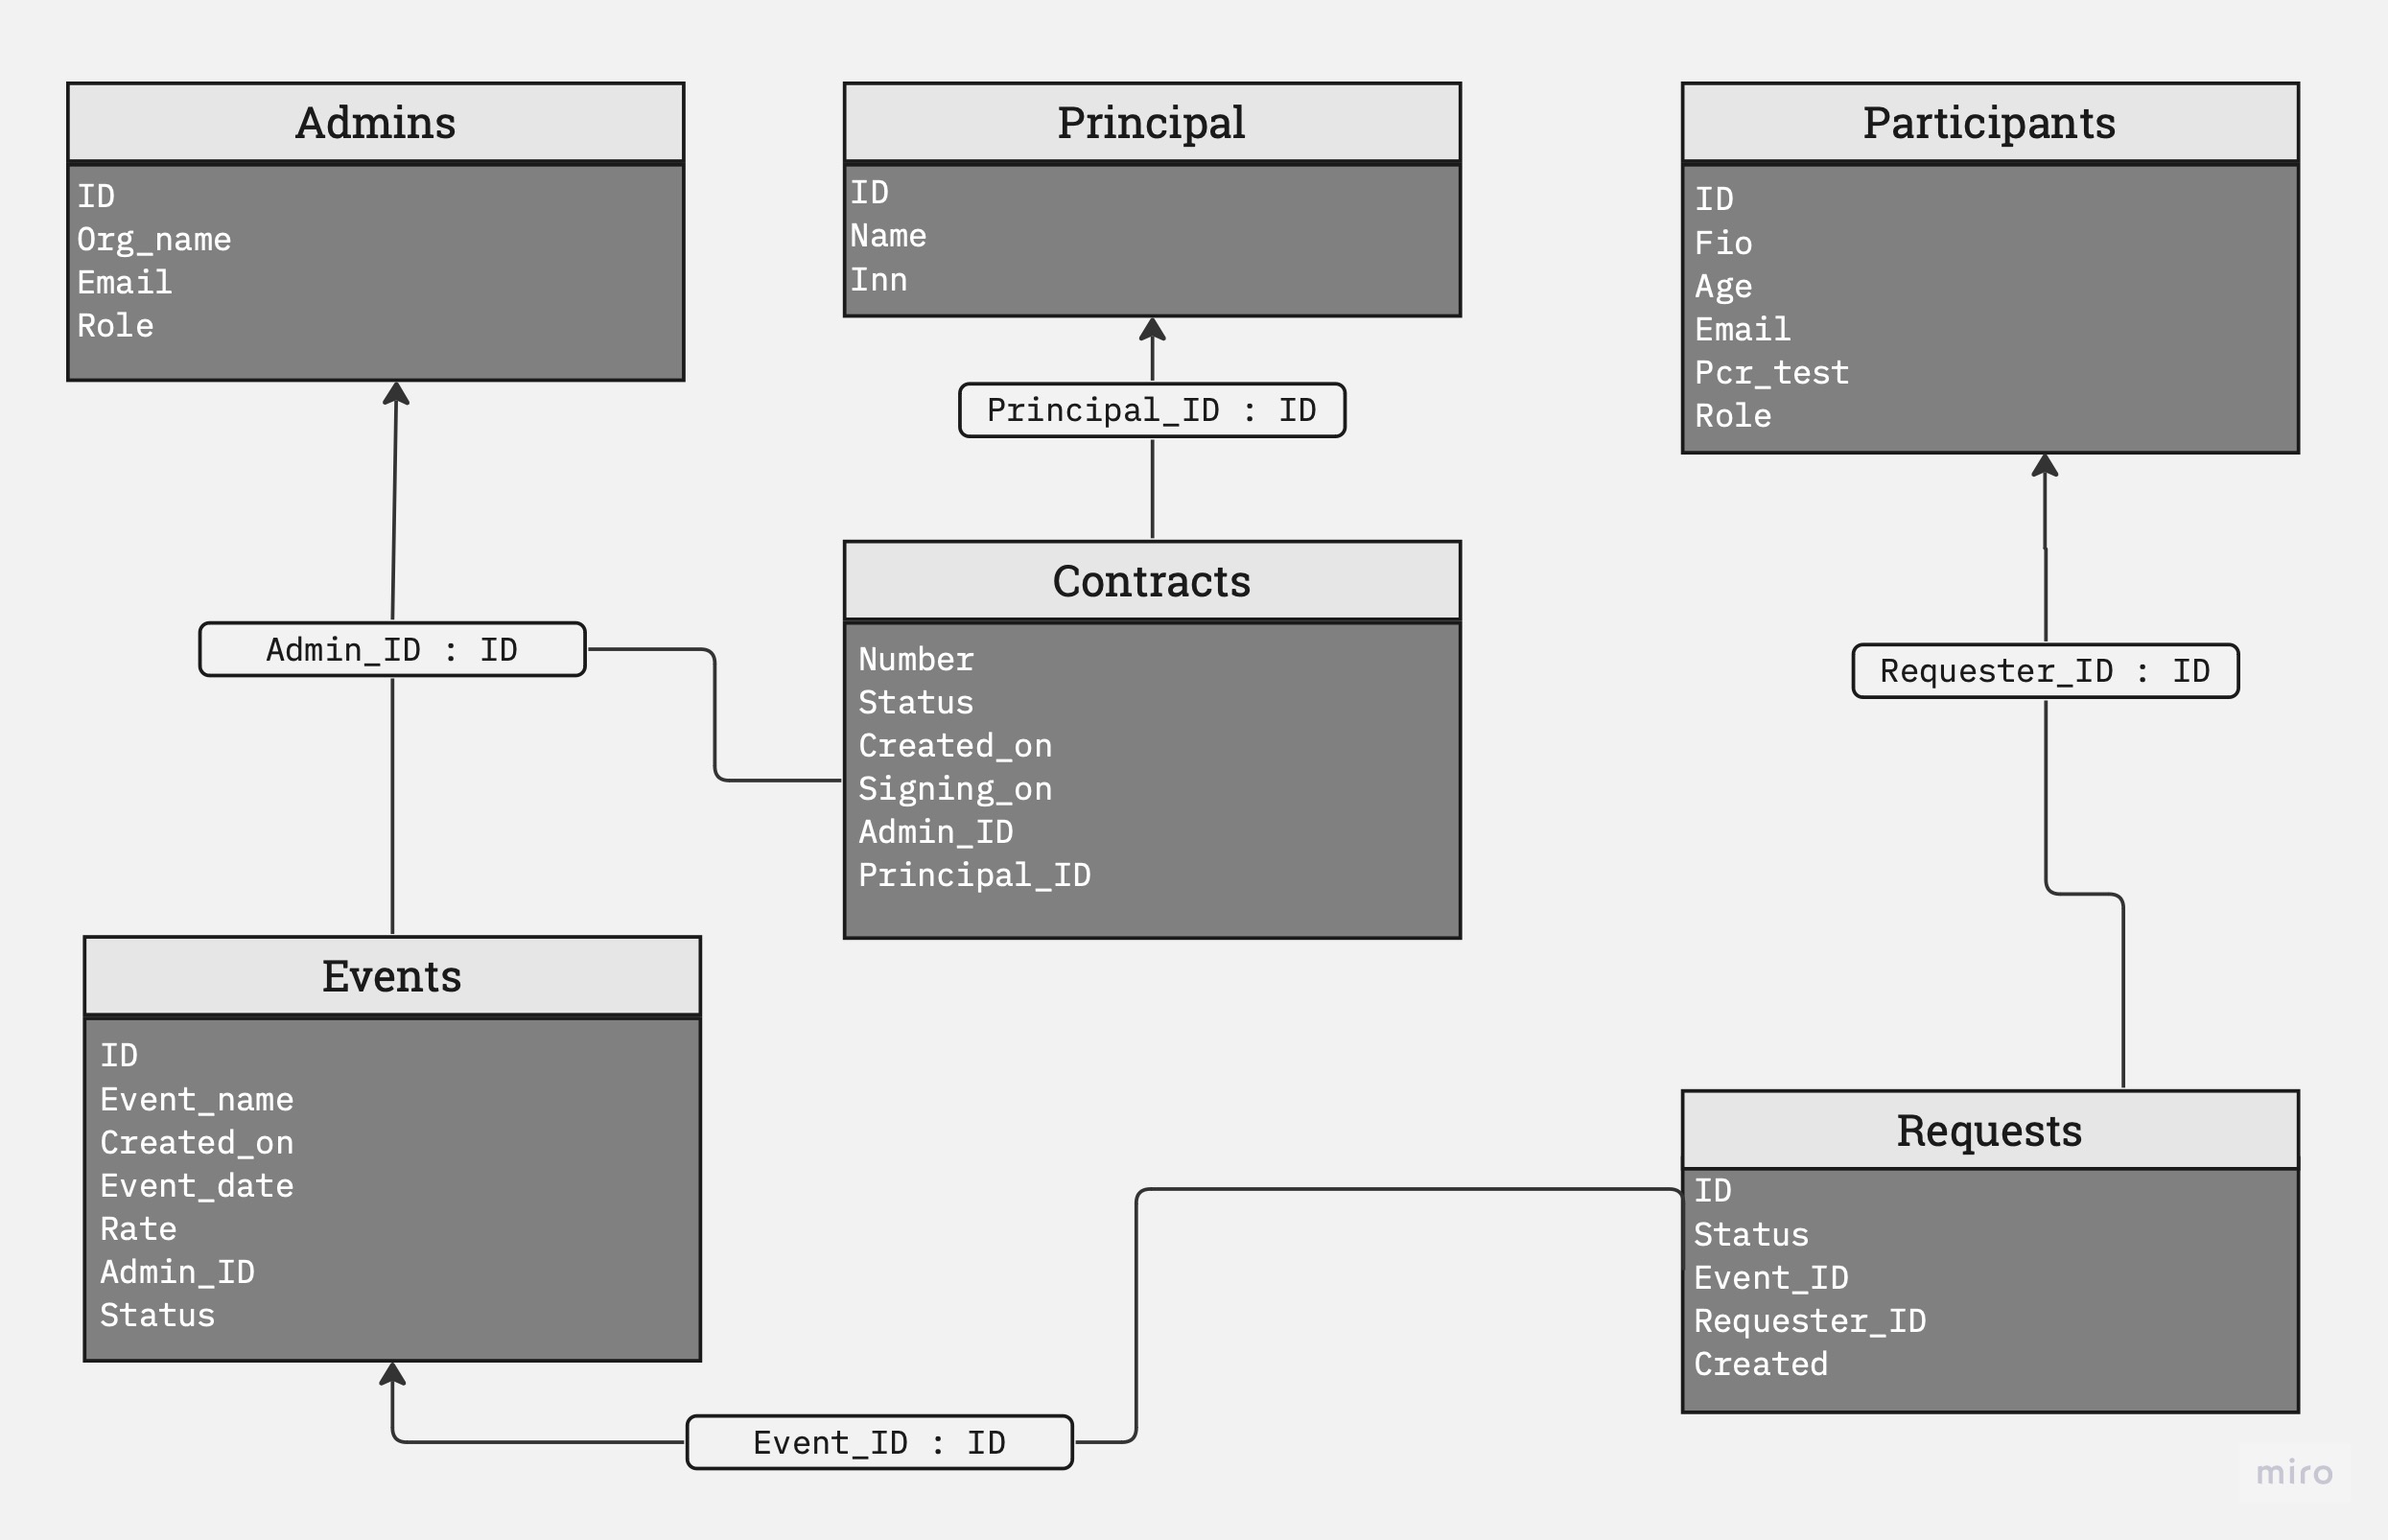 Admins
ID
Org_name
Email
Role
Principal
ID
Name
Inn
Participants
ID
Fio
Age
Email
Pcr_test
Role
Principal_ID : ID
Admin_ID : ID
Contracts
Number
Status
Created_on
Signing_on
Admin_ID
Principal_ID
Requester_ID : ID
Events
ID
Event_name
Created_on
Event_date
Rate
Admin_ID
Status
Requests
ID
Status
Event_ID
Requester_ID
Created
Event_ID : ID
miro